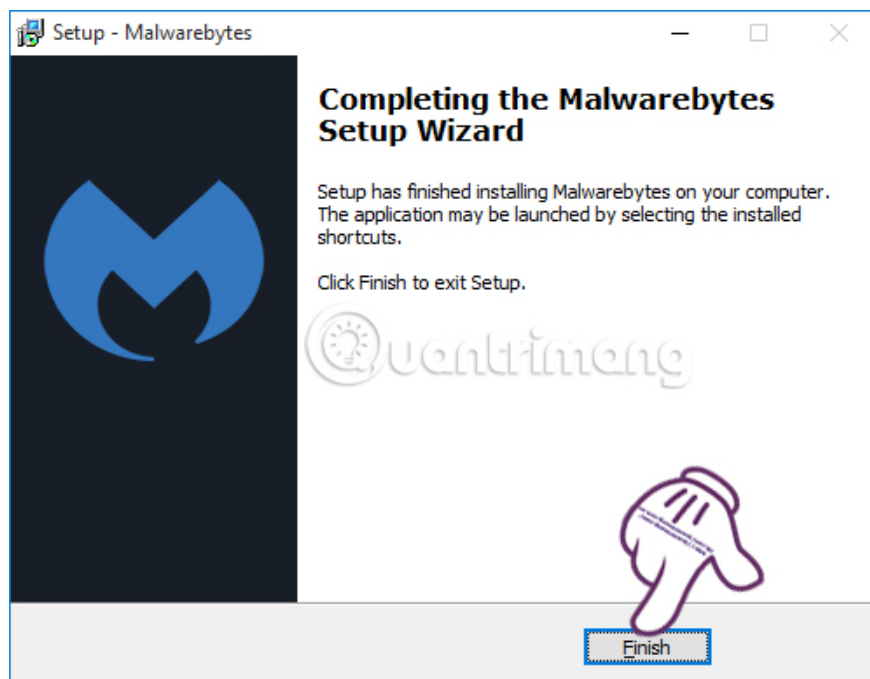 Setup - Malwarebytes
Completing the Malwarebytes
Setup Wizard
Setup has finished installing Malwarebytes on your computer.
The application may be launched by selecting the installed
shortcuts.
Click Finish to exit Setup.
Quantrimang
Finish